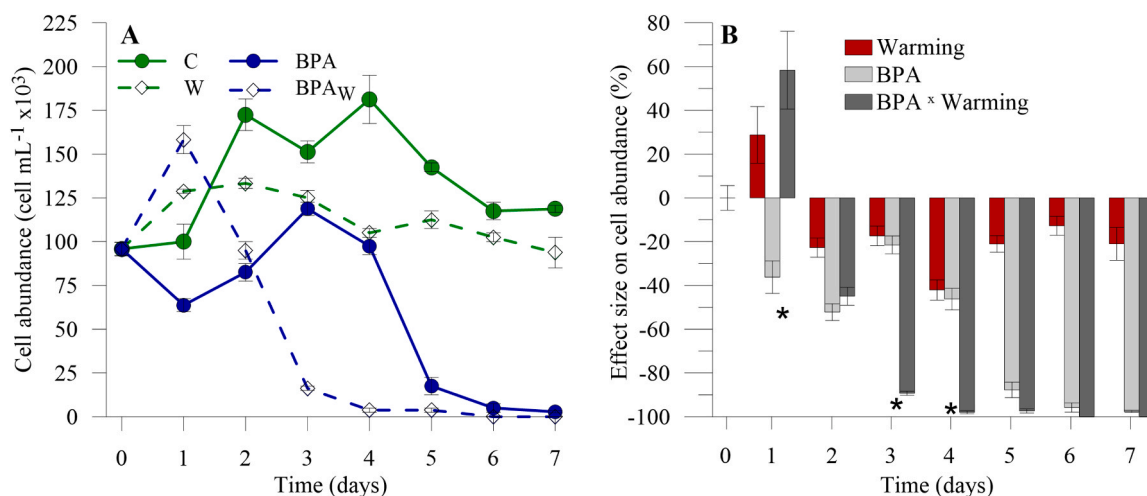 A
C
BPA
W
BPAW
225
200
175
150
125
100
75
50
25
0
Cell abundance (cell mL-1 x10³)
0 1 2 3 4 5 6 7
Time (days)
B
Warming
BPA
BPA x Warming
80
60
40
20
0
-20
-40
-60
-80
-100
Effect size on cell abundance (%)
*
*
*
0 1 2 3 4 5 6 7
Time (days)